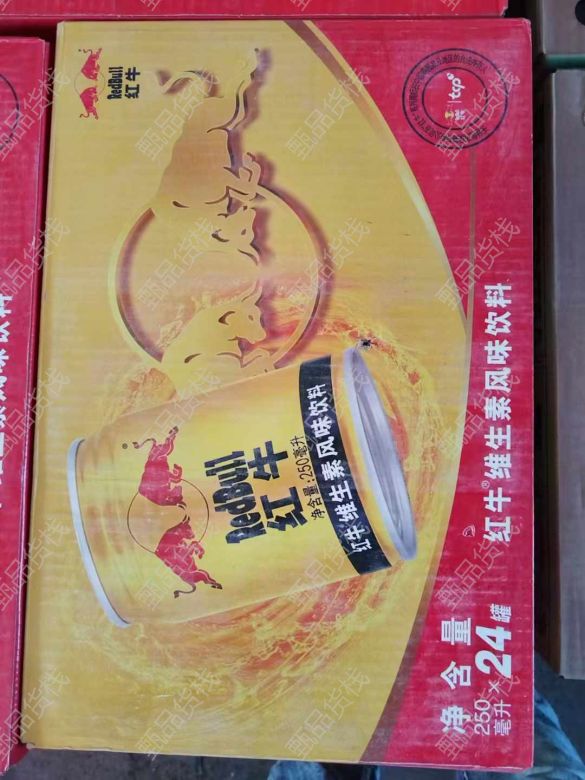 RedBull
红牛
tcp
RedBull
红牛
净含量:250毫升
红牛维生素风味饮料
红牛®维生素风味饮料
净含量
250毫升×24罐
甄品货栈